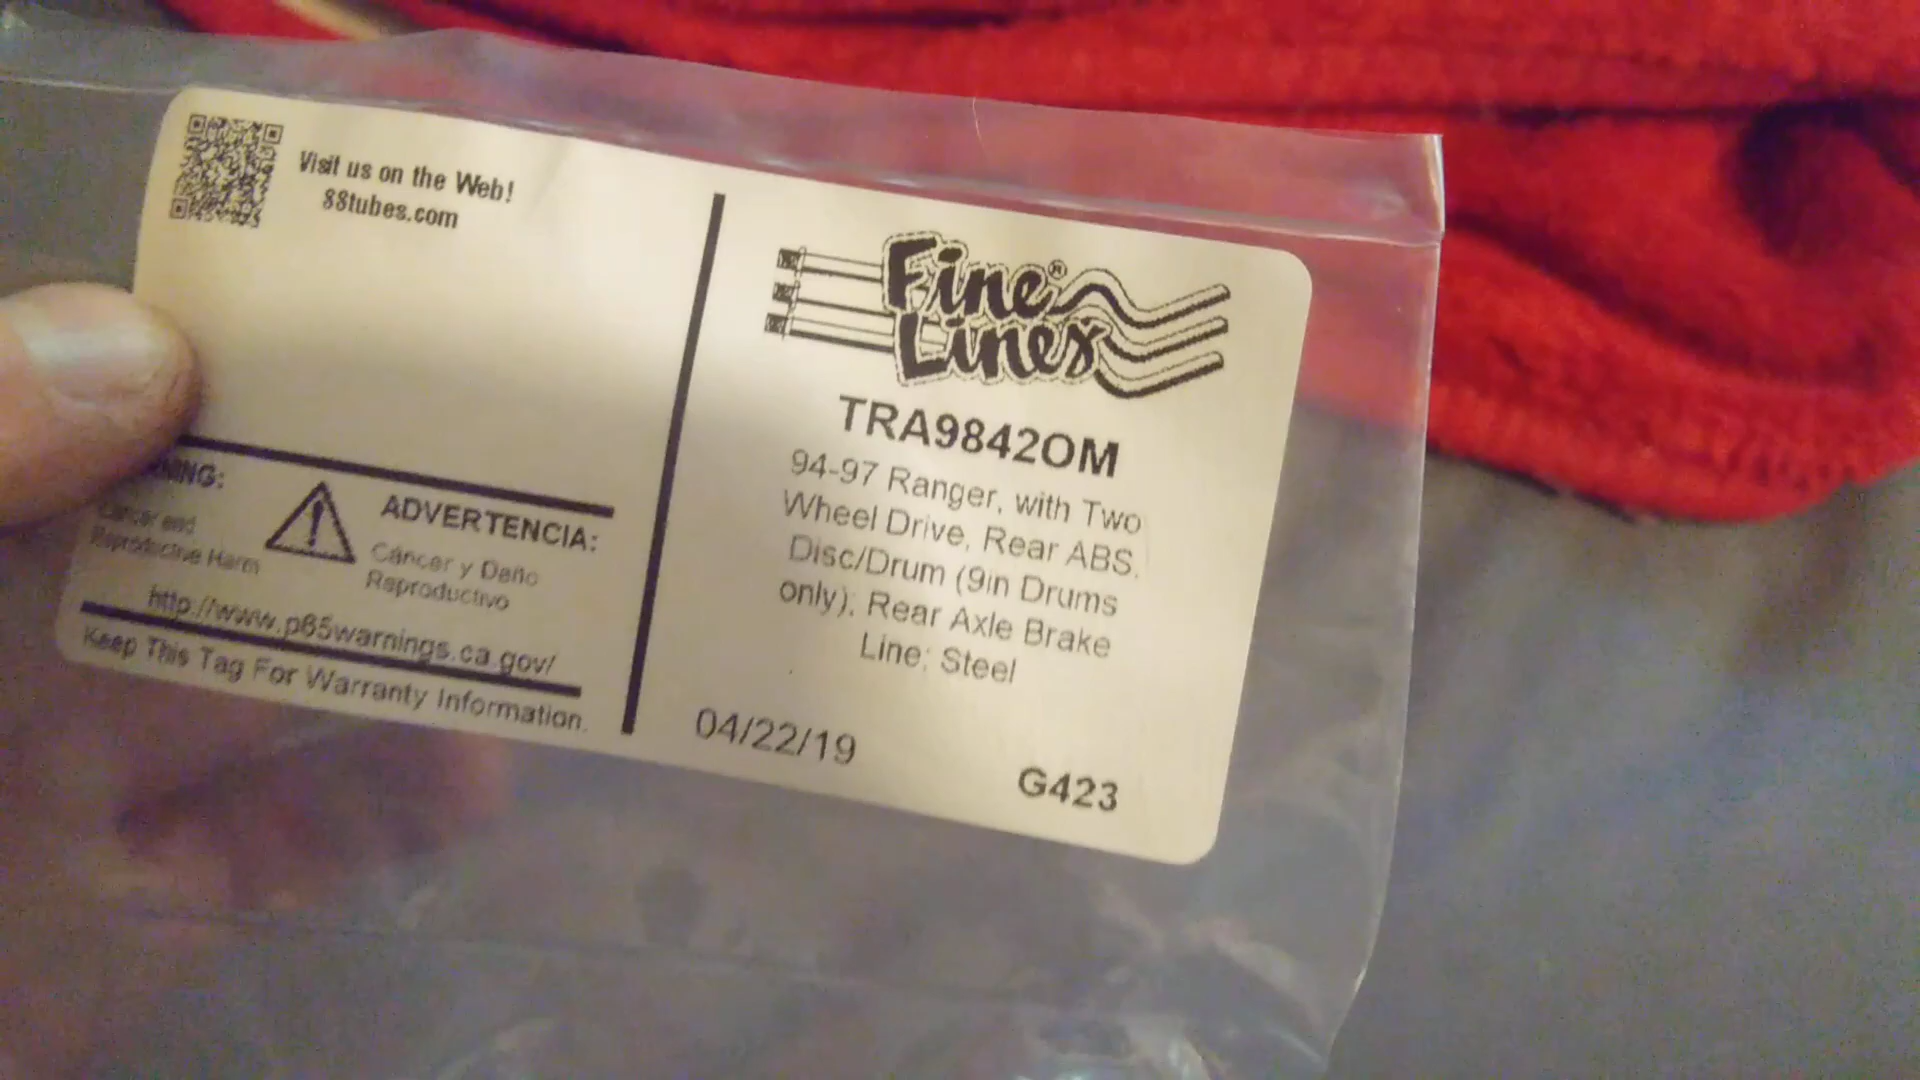 Visit us on the Web!
88tubes.com
NING:
Cancer and
Reproductive Harm
ADVERTENCIA:
Cáncer y Daño
Reproductivo
http://www.p65warnings.ca.gov/
Keep This Tag For Warranty Information.
Fine®
Lines
TRA9842OM
94-97 Ranger, with Two
Wheel Drive, Rear ABS,
Disc/Drum (9in Drums
only); Rear Axle Brake
Line; Steel
04/22/19
G423